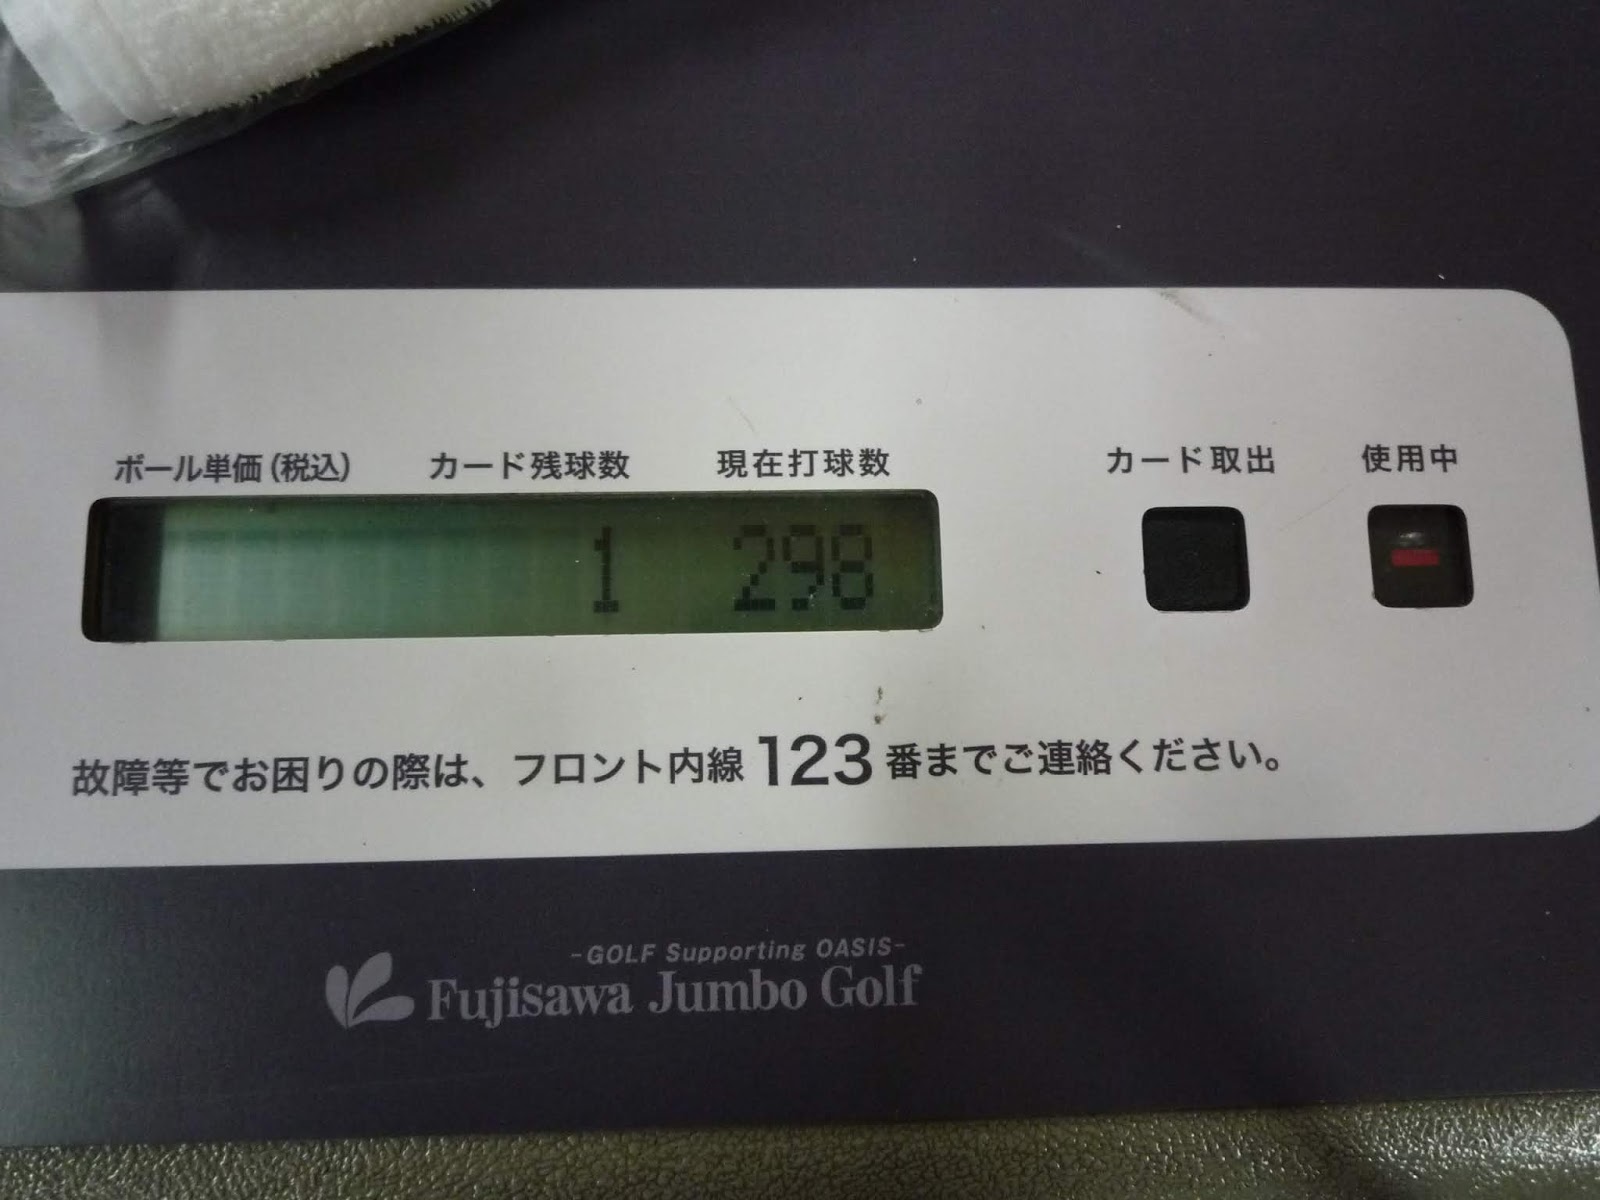 ボール単価(税込) カード残球数 現在打球数 カード取出 使用中
1 298
故障等でお困りの際は、フロント内線123番までご連絡ください。
-GOLF Supporting OASIS-
Fujisawa Jumbo Golf